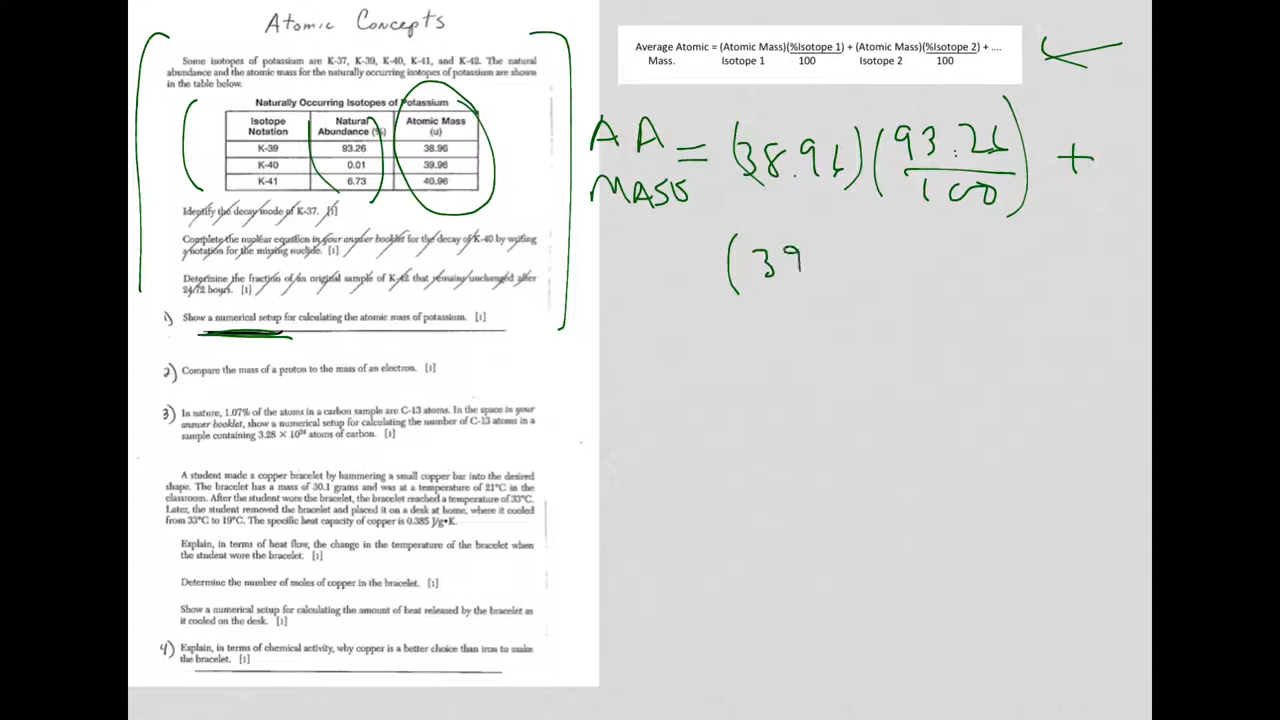 Atomic Concepts
Some isotopes of potassium are K-37, K-39, K-40, K-41, and K-42. The natural
abundance and the atomic mass for the naturally occurring isotopes of potassium are shown
in the table below.
Naturally Occurring Isotopes of Potassium
Isotope Notation Natural Abundance (%) Atomic Mass (u)
K-39 93.26 38.96
K-40 0.01 39.96
K-41 6.73 40.96
Identify the decay mode of K-37. [1]
Complete the nuclear equation in your answer booklet for the decay of K-40 by writing
a notation for the missing nuclide. [1]
Determine the fraction of an original sample of K-42 that remains unchanged after
24.72 hours. [1]
1) Show a numerical setup for calculating the atomic mass of potassium. [1]
2) Compare the mass of a proton to the mass of an electron. [1]
3) In nature, 1.07% of the atoms in a carbon sample are C-13 atoms. In the space in your
answer booklet, show a numerical setup for calculating the number of C-13 atoms in a
sample containing 3.28 × 10²⁴ atoms of carbon. [1]
A student made a copper bracelet by hammering a small copper bar into the desired
shape. The bracelet has a mass of 30.1 grams and was at a temperature of 21°C in the
classroom. After the student wore the bracelet, the bracelet reached a temperature of 33°C.
Later, the student removed the bracelet and placed it on a desk at home, where it cooled
from 33°C to 19°C. The specific heat capacity of copper is 0.385 J/g•K.
Explain, in terms of heat flow, the change in the temperature of the bracelet when
the student wore the bracelet. [1]
Determine the number of moles of copper in the bracelet. [1]
Show a numerical setup for calculating the amount of heat released by the bracelet as
it cooled on the desk. [1]
4) Explain, in terms of chemical activity, why copper is a better choice than iron to make
the bracelet. [1]
Average Atomic = (Atomic Mass)(%Isotope 1) + (Atomic Mass)(%Isotope 2) + ....
Mass. Isotope 1 100 Isotope 2 100
A A = (38.96) (93.26 +
MASS 100)
(39